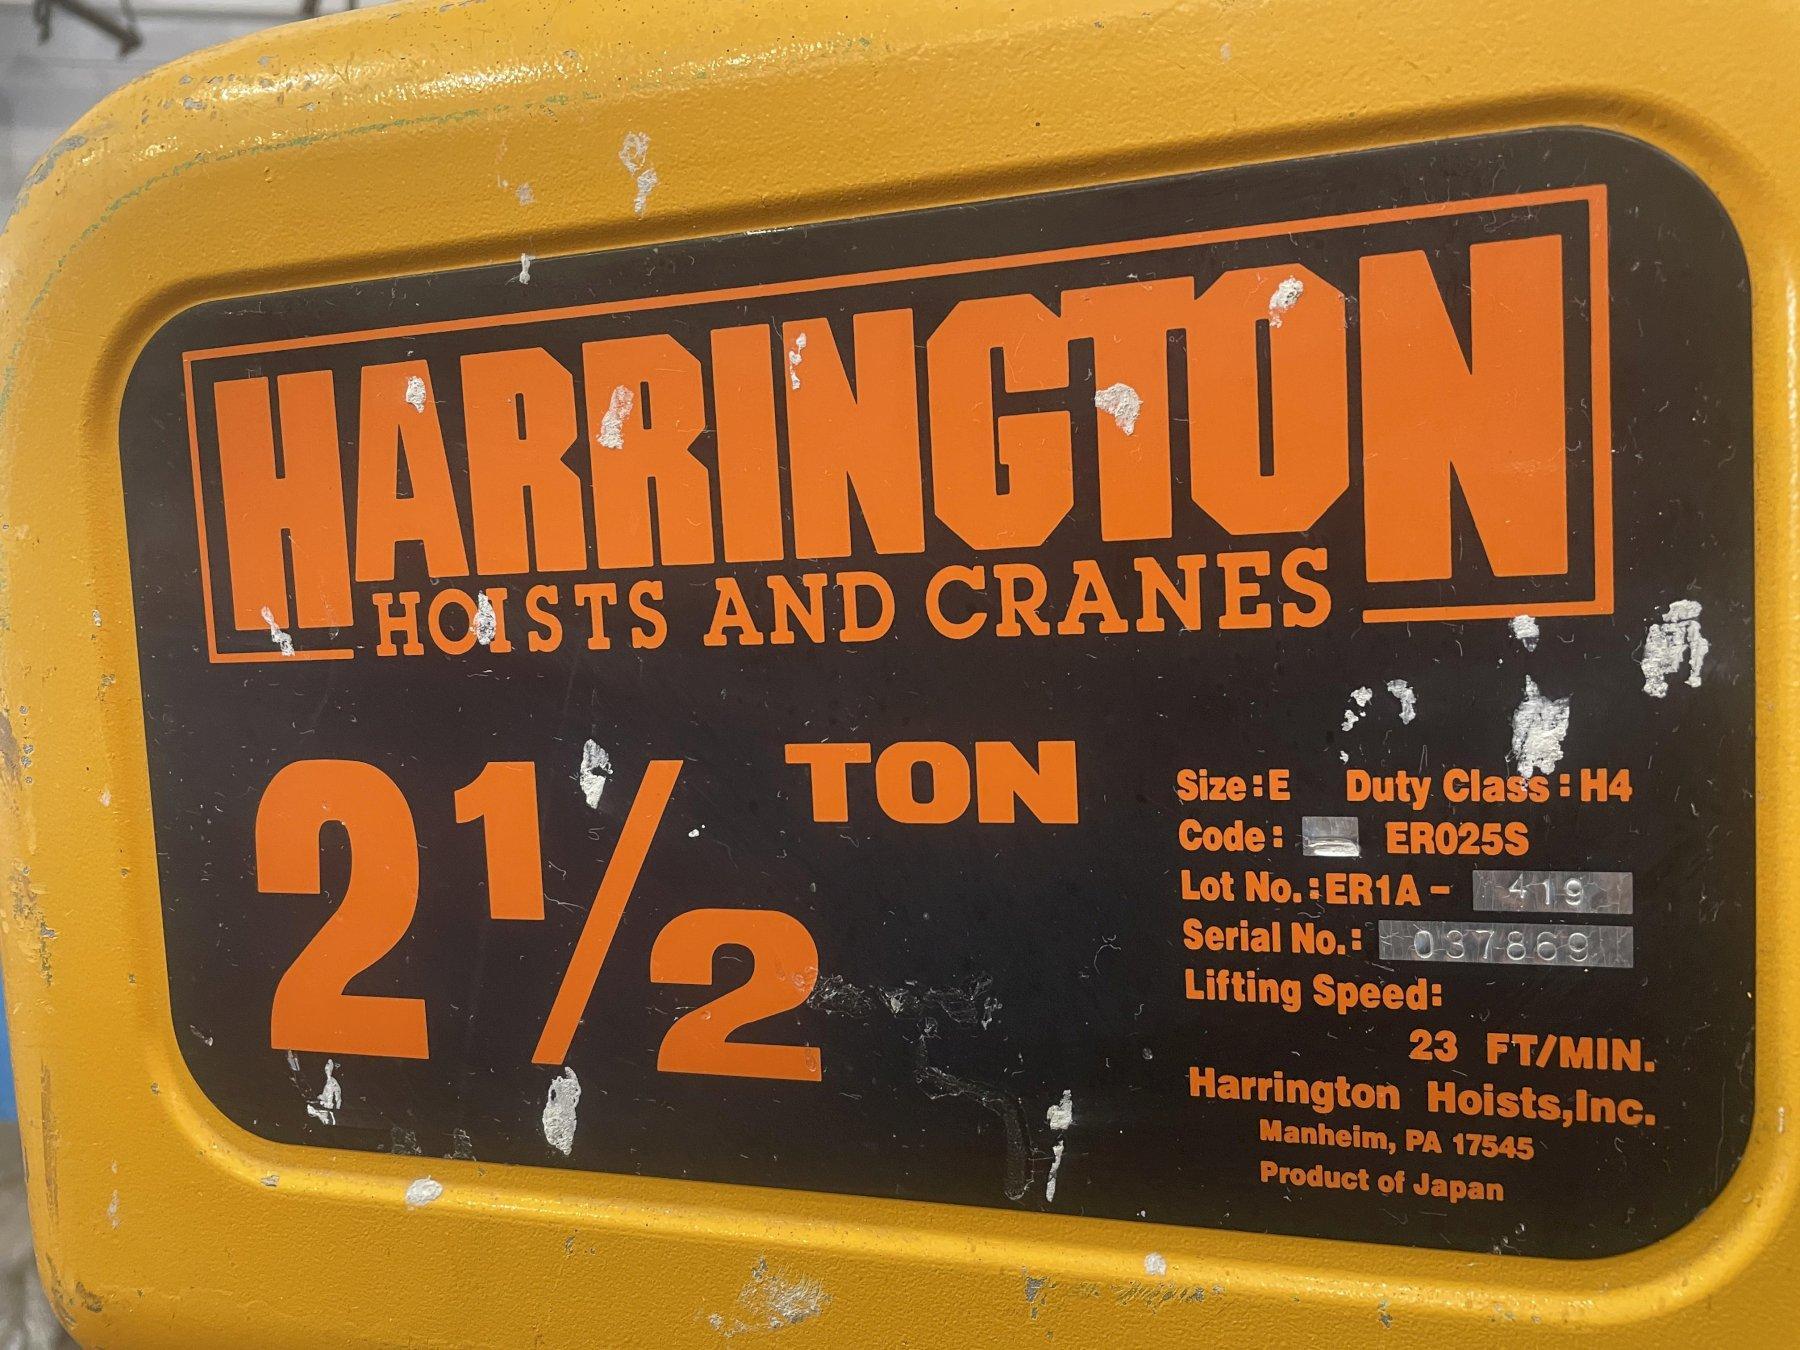 HARRINGTON
HOISTS AND CRANES
2 1/2 TON
Size:E Duty Class:H4
Code: ER025S
Lot No.:ER1A- 419
Serial No.: 037869
Lifting Speed:
23 FT/MIN.
Harrington Hoists,Inc.
Manheim, PA 17545
Product of Japan